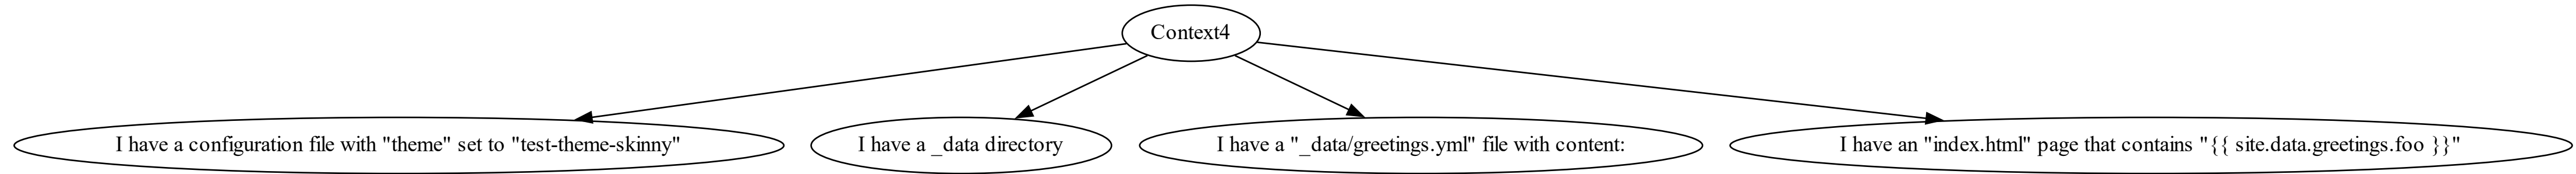 Context4
I have a configuration file with "theme" set to "test-theme-skinny"
I have a _data directory
I have a "_data/greetings.yml" file with content:
I have an "index.html" page that contains "{{ site.data.greetings.foo }}"